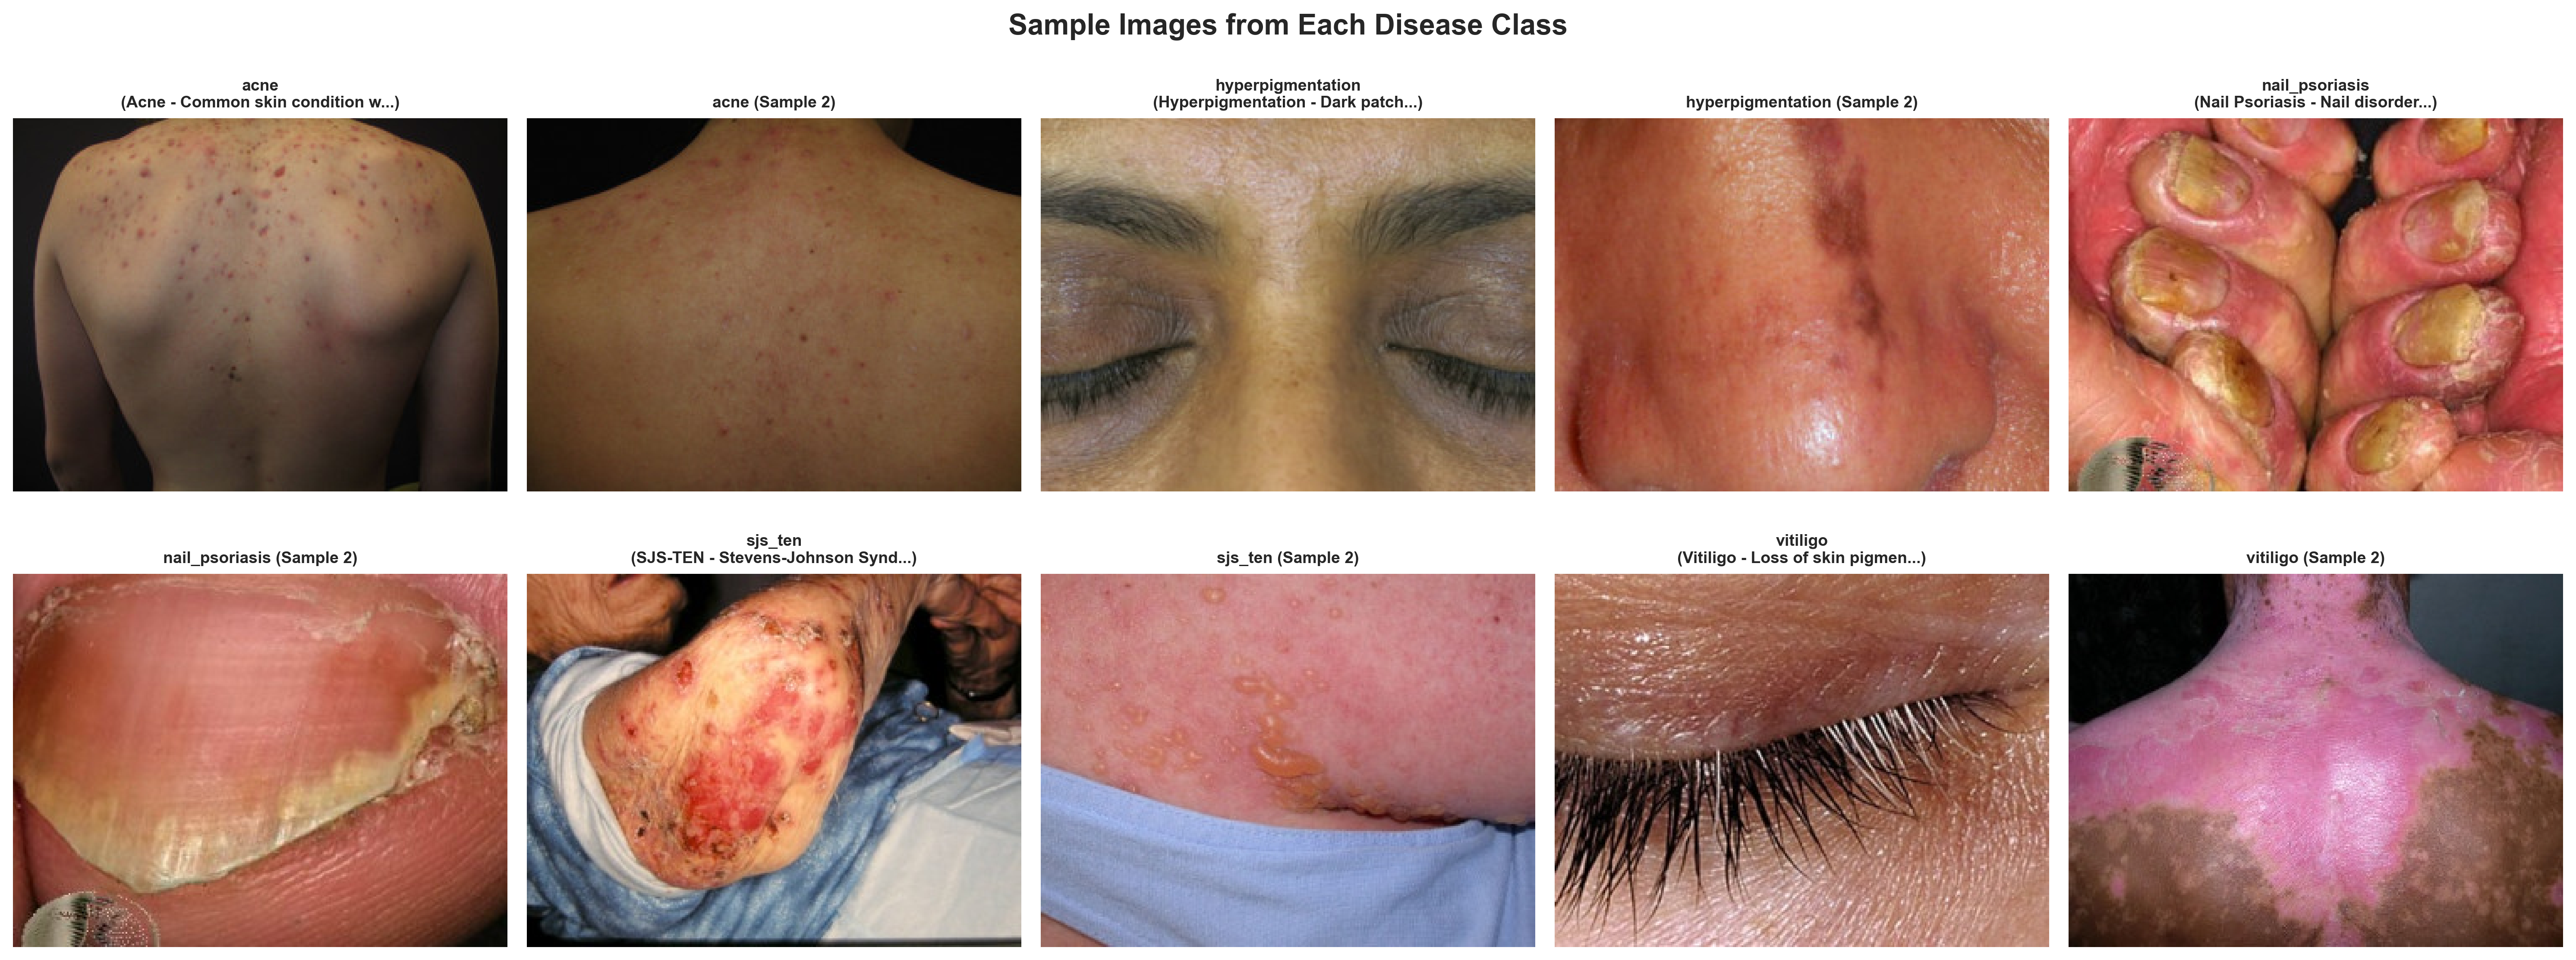 Sample Images from Each Disease Class
acne
(Acne - Common skin condition w...)
acne (Sample 2)
hyperpigmentation
(Hyperpigmentation - Dark patch...)
hyperpigmentation (Sample 2)
nail_psoriasis
(Nail Psoriasis - Nail disorder...)
nail_psoriasis (Sample 2)
sjs_ten
(SJS-TEN - Stevens-Johnson Synd...)
sjs_ten (Sample 2)
vitiligo
(Vitiligo - Loss of skin pigmen...)
vitiligo (Sample 2)